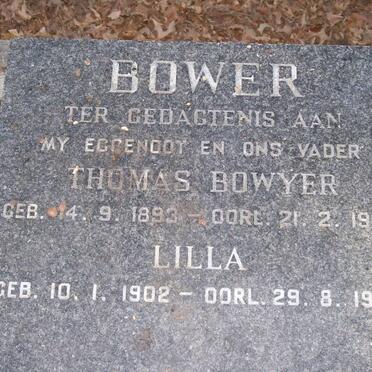 BOWER
TER GEDAGTENIS AAN
MY EGGENOOT EN ONS VADER
THOMAS BOWYER
GEB. 14. 9. 1893 – OORL. 21. 2. 19
LILLA
GEB. 10. 1. 1902 – OORL. 29. 8. 19